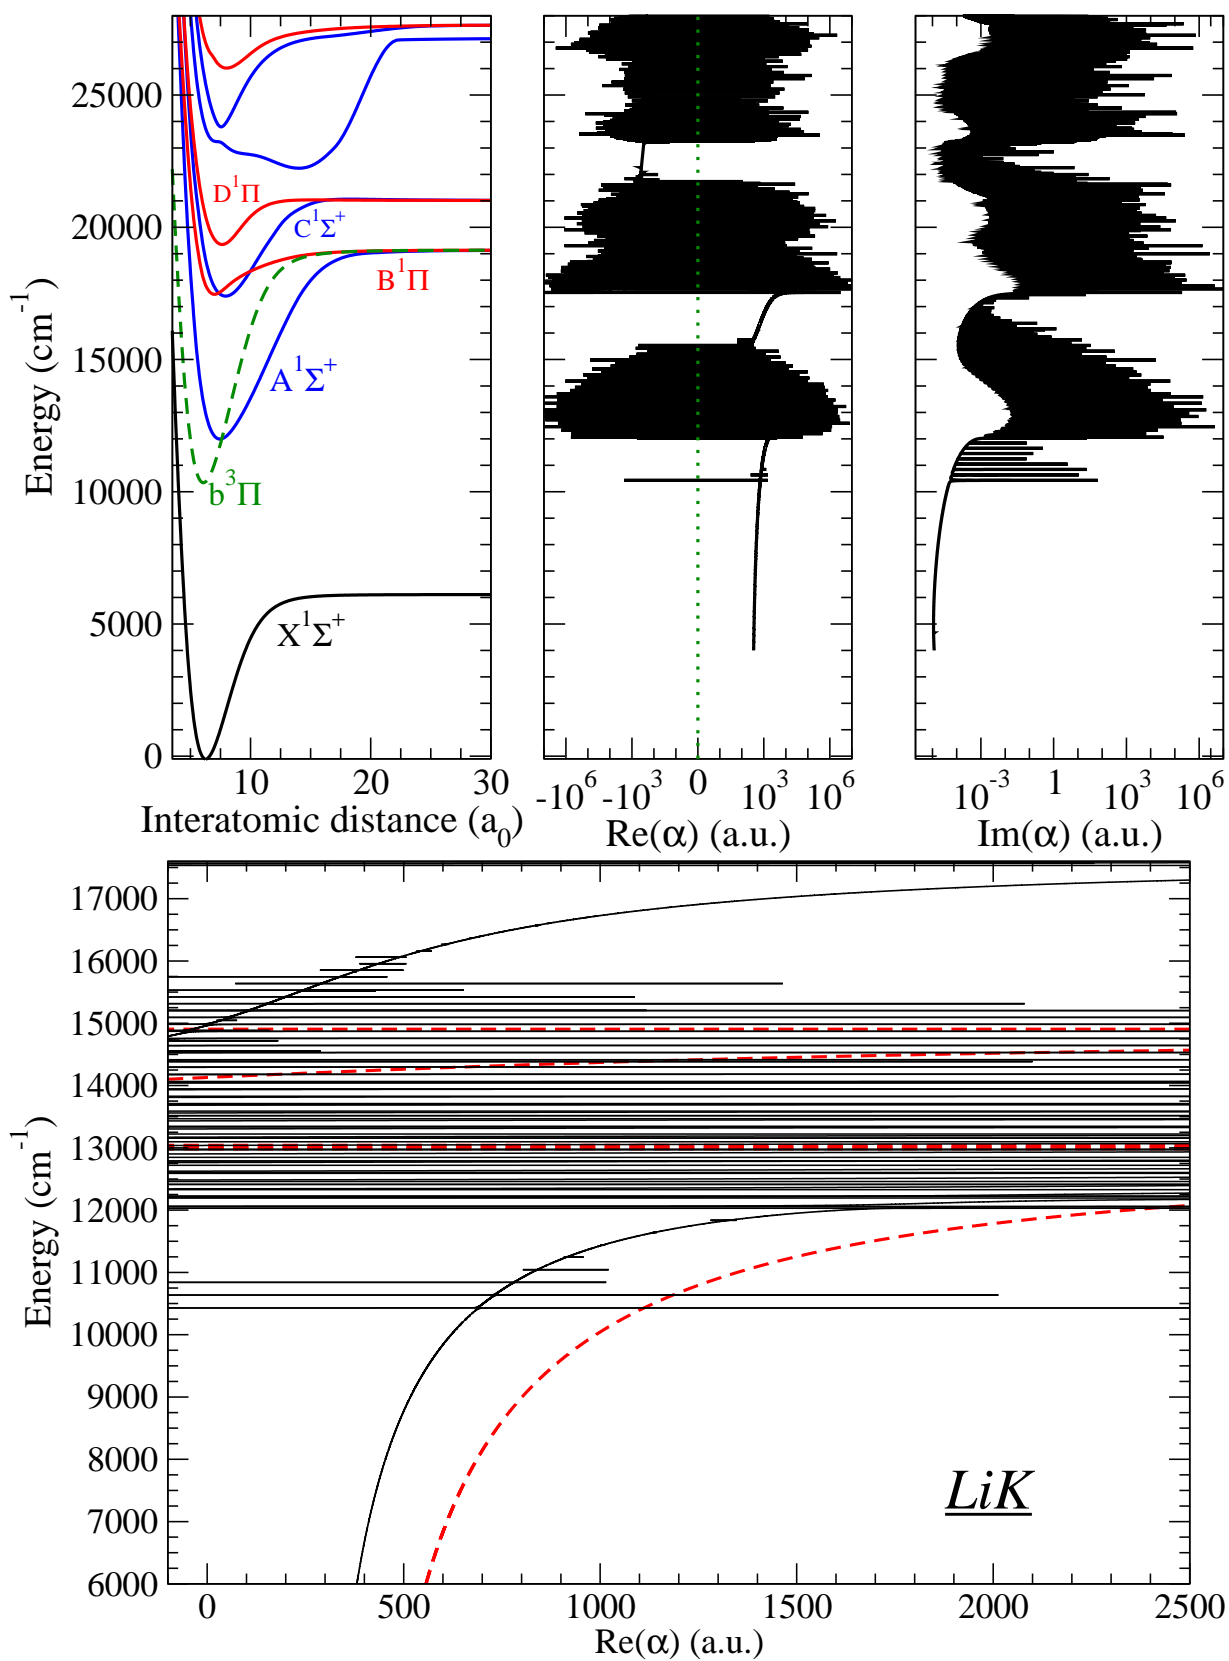 Energy (cm⁻¹)
25000
20000
15000
10000
5000
0
D¹Π
C¹Σ⁺
B¹Π
A¹Σ⁺
b³Π
X¹Σ⁺
10 20 30
Interatomic distance (a₀)
-10⁶ -10³ 0 10³ 10⁶
Re(α) (a.u.)
10⁻³ 1 10³ 10⁶
Im(α) (a.u.)
Energy (cm⁻¹)
17000
16000
15000
14000
13000
12000
11000
10000
9000
8000
7000
6000
LiK
0 500 1000 1500 2000 2500
Re(α) (a.u.)